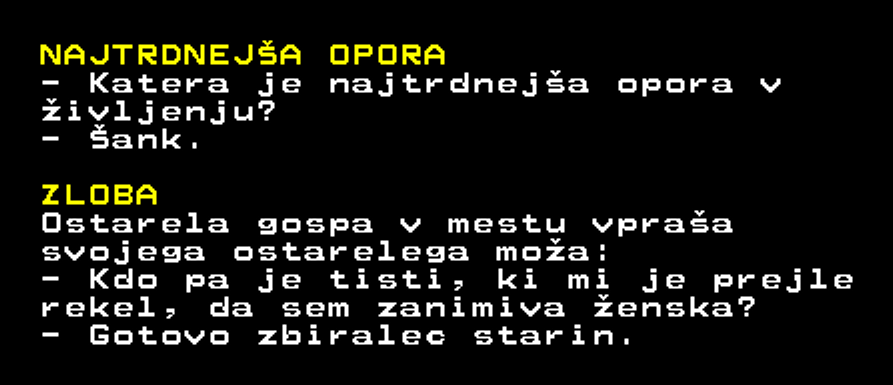 NAJTRDNEJŠA OPORA
- Katera je najtrdnejša opora v
življenju?
- Šank.
ZLOBA
Ostarela gospa v mestu vpraša
svojega ostarelega moža:
- Kdo pa je tisti, ki mi je prejle
rekel, da sem zanimiva ženska?
- Gotovo zbiralec starin.